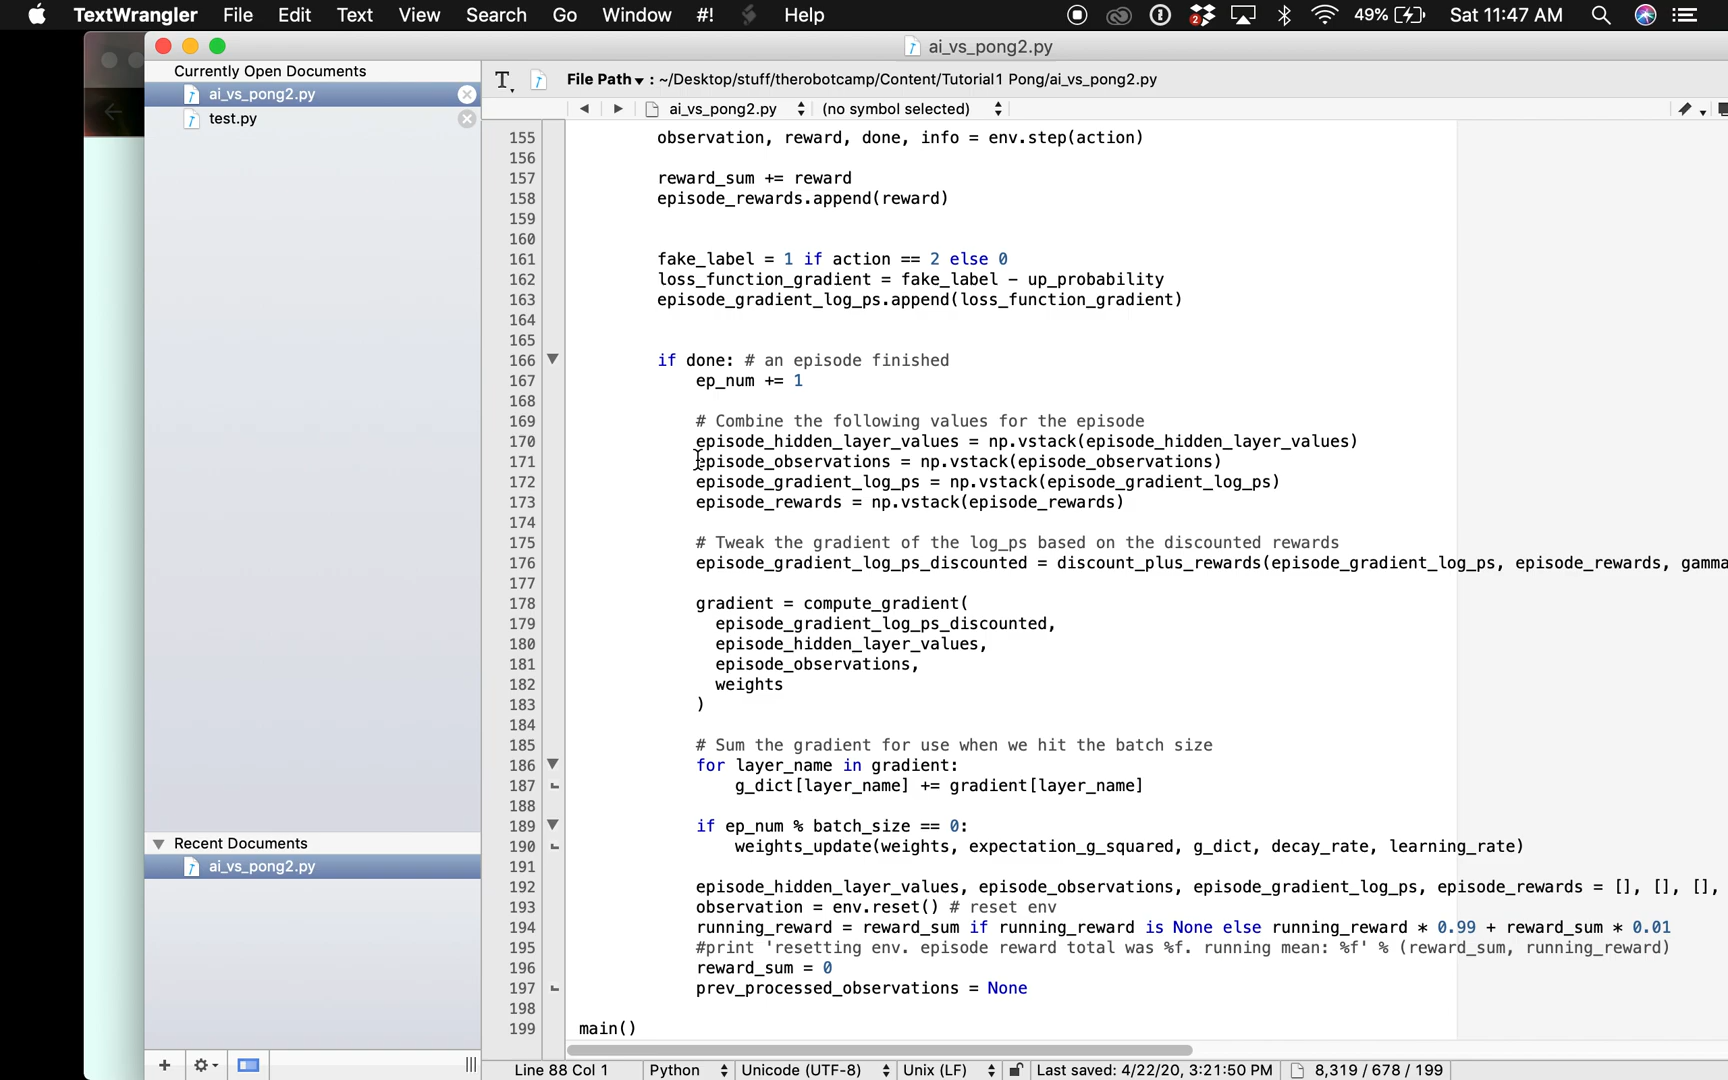 TextWrangler File Edit Text View Search Go Window #! Help 2 49% Sat 11:47 AM
ai_vs_pong2.py
Currently Open Documents
ai_vs_pong2.py
test.py
Recent Documents
ai_vs_pong2.py
File Path : ~/Desktop/stuff/therobotcamp/Content/Tutorial1 Pong/ai_vs_pong2.py
ai_vs_pong2.py (no symbol selected)
155 observation, reward, done, info = env.step(action)
156
157 reward_sum += reward
158 episode_rewards.append(reward)
159
160
161 fake_label = 1 if action == 2 else 0
162 loss_function_gradient = fake_label - up_probability
163 episode_gradient_log_ps.append(loss_function_gradient)
164
165
166 if done: # an episode finished
167 ep_num += 1
168
169 # Combine the following values for the episode
170 episode_hidden_layer_values = np.vstack(episode_hidden_layer_values)
171 episode_observations = np.vstack(episode_observations)
172 episode_gradient_log_ps = np.vstack(episode_gradient_log_ps)
173 episode_rewards = np.vstack(episode_rewards)
174
175 # Tweak the gradient of the log_ps based on the discounted rewards
176 episode_gradient_log_ps_discounted = discount_plus_rewards(episode_gradient_log_ps, episode_rewards, gamma
177
178 gradient = compute_gradient(
179 episode_gradient_log_ps_discounted,
180 episode_hidden_layer_values,
181 episode_observations,
182 weights
183 )
184
185 # Sum the gradient for use when we hit the batch size
186 for layer_name in gradient:
187 g_dict[layer_name] += gradient[layer_name]
188
189 if ep_num % batch_size == 0:
190 weights_update(weights, expectation_g_squared, g_dict, decay_rate, learning_rate)
191
192 episode_hidden_layer_values, episode_observations, episode_gradient_log_ps, episode_rewards = [], [], [],
193 observation = env.reset() # reset env
194 running_reward = reward_sum if running_reward is None else running_reward * 0.99 + reward_sum * 0.01
195 #print 'resetting env. episode reward total was %f. running mean: %f' % (reward_sum, running_reward)
196 reward_sum = 0
197 prev_processed_observations = None
198
199 main()
Line 88 Col 1 Python Unicode (UTF-8) Unix (LF) Last saved: 4/22/20, 3:21:50 PM 8,319 / 678 / 199